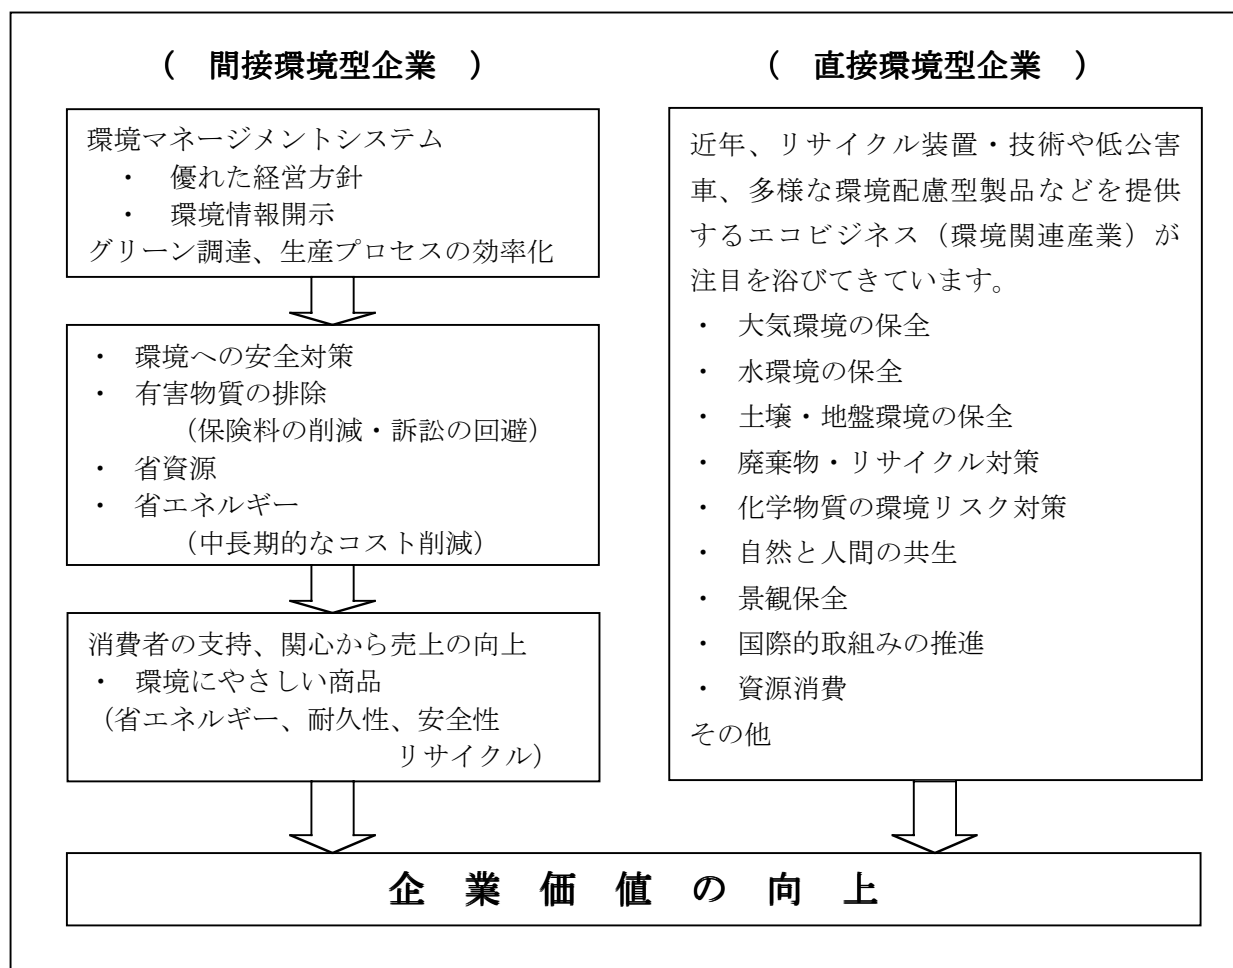 ( 間接環境型企業 )
環境マネージメントシステム
・ 優れた経営方針
・ 環境情報開示
グリーン調達、生産プロセスの効率化
・ 環境への安全対策
・ 有害物質の排除
（保険料の削減・訴訟の回避）
・ 省資源
・ 省エネルギー
（中長期的なコスト削減）
消費者の支持、関心から売上の向上
・ 環境にやさしい商品
（省エネルギー、耐久性、安全性
リサイクル）
( 直接環境型企業 )
近年、リサイクル装置・技術や低公害
車、多様な環境配慮型製品などを提供
するエコビジネス（環境関連産業）が
注目を浴びてきています。
・ 大気環境の保全
・ 水環境の保全
・ 土壌・地盤環境の保全
・ 廃棄物・リサイクル対策
・ 化学物質の環境リスク対策
・ 自然と人間の共生
・ 景観保全
・ 国際的取組みの推進
・ 資源消費
その他
企業価値の向上